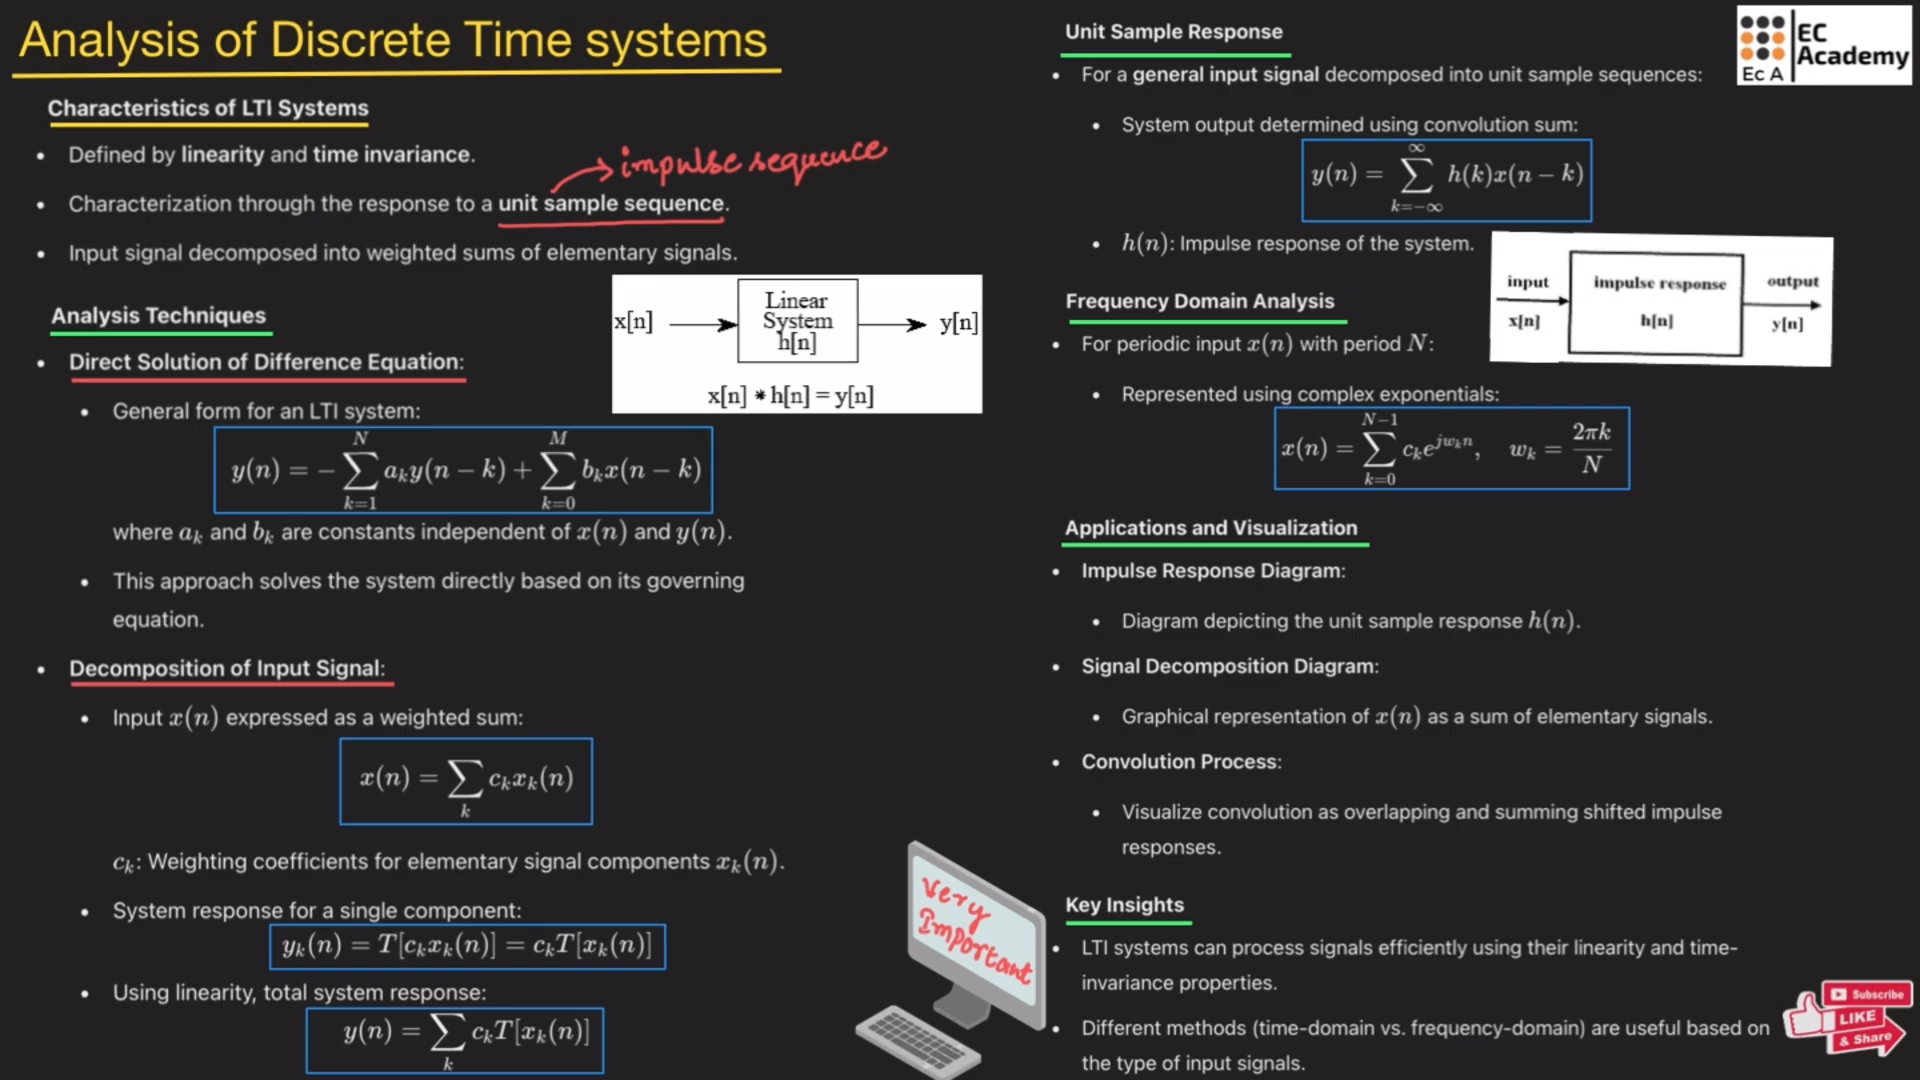 Analysis of Discrete Time systems
Characteristics of LTI Systems
• Defined by linearity and time invariance.
impulse sequence
• Characterization through the response to a unit sample sequence.
• Input signal decomposed into weighted sums of elementary signals.
x[n]
Linear
System
h[n]
y[n]
x[n] * h[n] = y[n]
Analysis Techniques
• Direct Solution of Difference Equation:
• General form for an LTI system:
y(n) = − ∑_{k=1}^{N} a_k y(n − k) + ∑_{k=0}^{M} b_k x(n − k)
where a_k and b_k are constants independent of x(n) and y(n).
• This approach solves the system directly based on its governing
equation.
• Decomposition of Input Signal:
• Input x(n) expressed as a weighted sum:
x(n) = ∑_k c_k x_k(n)
c_k: Weighting coefficients for elementary signal components x_k(n).
• System response for a single component:
y_k(n) = T[c_k x_k(n)] = c_k T[x_k(n)]
• Using linearity, total system response:
y(n) = ∑_k c_k T[x_k(n)]
Very
Important
Unit Sample Response
• For a general input signal decomposed into unit sample sequences:
• System output determined using convolution sum:
y(n) = ∑_{k=−∞}^{∞} h(k)x(n − k)
• h(n): Impulse response of the system.
input
x[n]
impulse response
h[n]
output
y[n]
Frequency Domain Analysis
• For periodic input x(n) with period N:
• Represented using complex exponentials:
x(n) = ∑_{k=0}^{N−1} c_k e^{jw_k n}, w_k = 2πk/N
Applications and Visualization
• Impulse Response Diagram:
• Diagram depicting the unit sample response h(n).
• Signal Decomposition Diagram:
• Graphical representation of x(n) as a sum of elementary signals.
• Convolution Process:
• Visualize convolution as overlapping and summing shifted impulse
responses.
Key Insights
• LTI systems can process signals efficiently using their linearity and time-
invariance properties.
• Different methods (time-domain vs. frequency-domain) are useful based on
the type of input signals.
EC
Academy
Ec A
Subscribe
LIKE
& Share